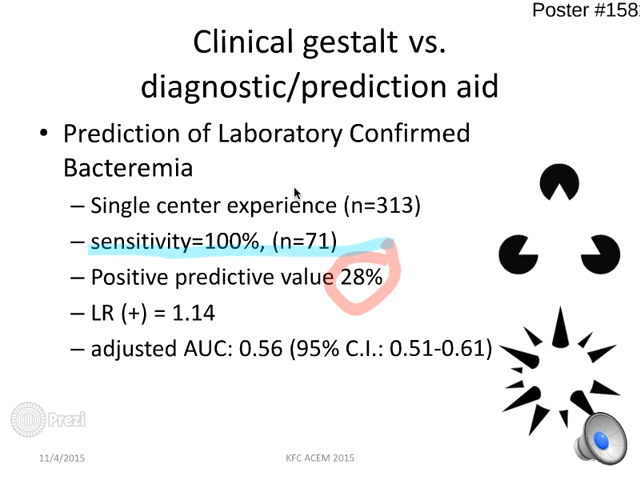 Poster #158
Clinical gestalt vs.
diagnostic/prediction aid
• Prediction of Laboratory Confirmed
Bacteremia
– Single center experience (n=313)
– sensitivity=100%, (n=71)
– Positive predictive value 28%
– LR (+) = 1.14
– adjusted AUC: 0.56 (95% C.I.: 0.51-0.61)
Prezi
11/4/2015
KFC ACEM 2015